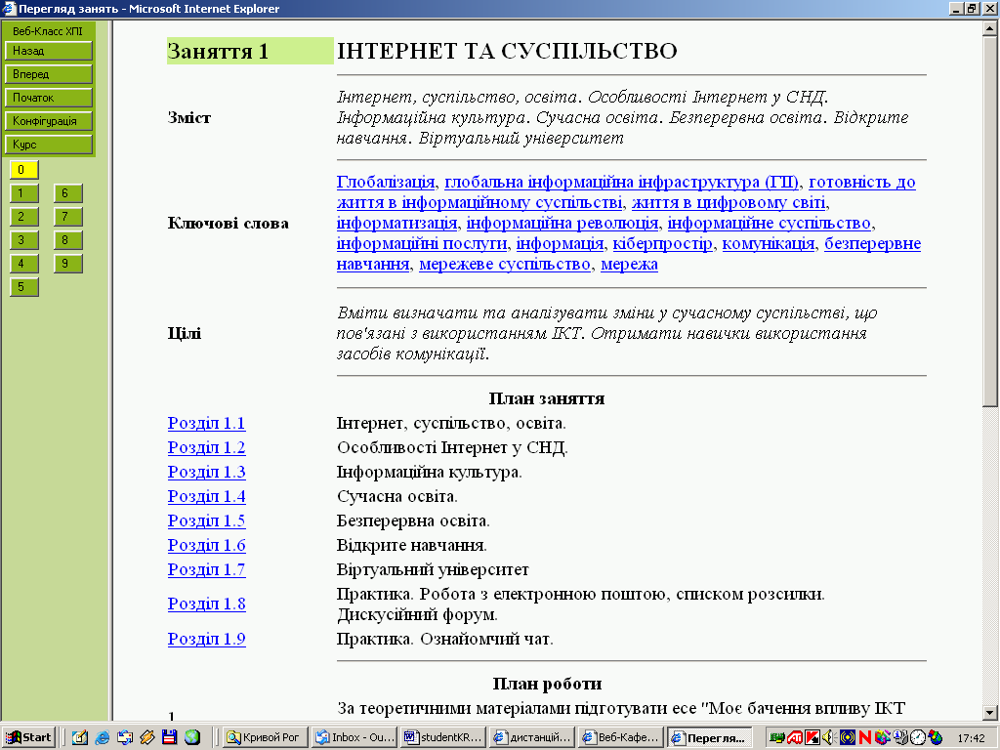 Перегляд занять - Microsoft Internet Explorer
Веб-Класс ХПІ
Назад
Вперед
Початок
Конфігурація
Курс
0
1 6
2 7
3 8
4 9
5
Заняття 1 ІНТЕРНЕТ ТА СУСПІЛЬСТВО
Зміст
Інтернет, суспільство, освіта. Особливості Інтернет у СНД.
Інформаційна культура. Сучасна освіта. Безперервна освіта. Відкрите
навчання. Віртуальний університет
Ключові слова
Глобалізація, глобальна інформаційна інфраструктура (ГІІ), готовність до
життя в інформаційному суспільстві, життя в цифровому світі,
інформатизація, інформаційна революція, інформаційне суспільство,
інформаційні послуги, інформація, кіберпростір, комунікація, безперервне
навчання, мережеве суспільство, мережа
Цілі
Вміти визначати та аналізувати зміни у сучасному суспільстві, що
пов'язані з використанням ІКТ. Отримати навички використання
засобів комунікації.
План заняття
Розділ 1.1 Інтернет, суспільство, освіта.
Розділ 1.2 Особливості Інтернет у СНД.
Розділ 1.3 Інформаційна культура.
Розділ 1.4 Сучасна освіта.
Розділ 1.5 Безперервна освіта.
Розділ 1.6 Відкрите навчання.
Розділ 1.7 Віртуальний університет
Розділ 1.8 Практика. Робота з електронною поштою, списком розсилки.
Дискусійний форум.
Розділ 1.9 Практика. Ознайомчий чат.
План роботи
1 За теоретичними матеріалами підготувати есе "Моє бачення впливу ІКТ
Start Кривой Рог Inbox - Ou... studentKR... дистанцій... Веб-Кафе... Перегля... 17:42